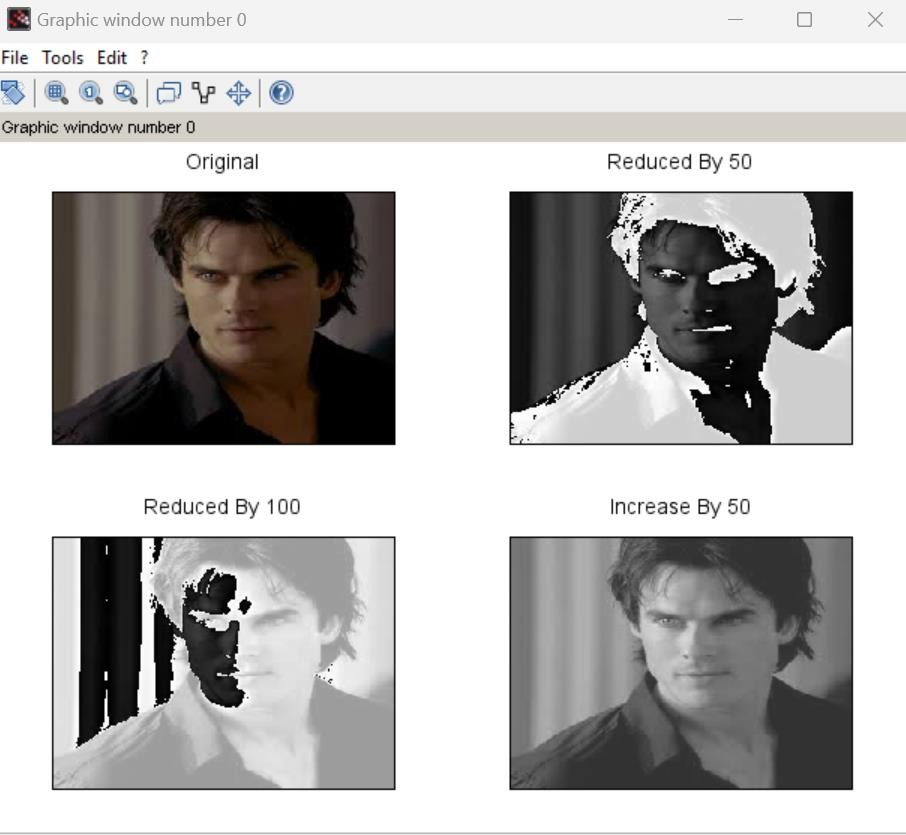 Graphic window number 0
File Tools Edit ?
Graphic window number 0
Original
Reduced By 50
Reduced By 100
Increase By 50